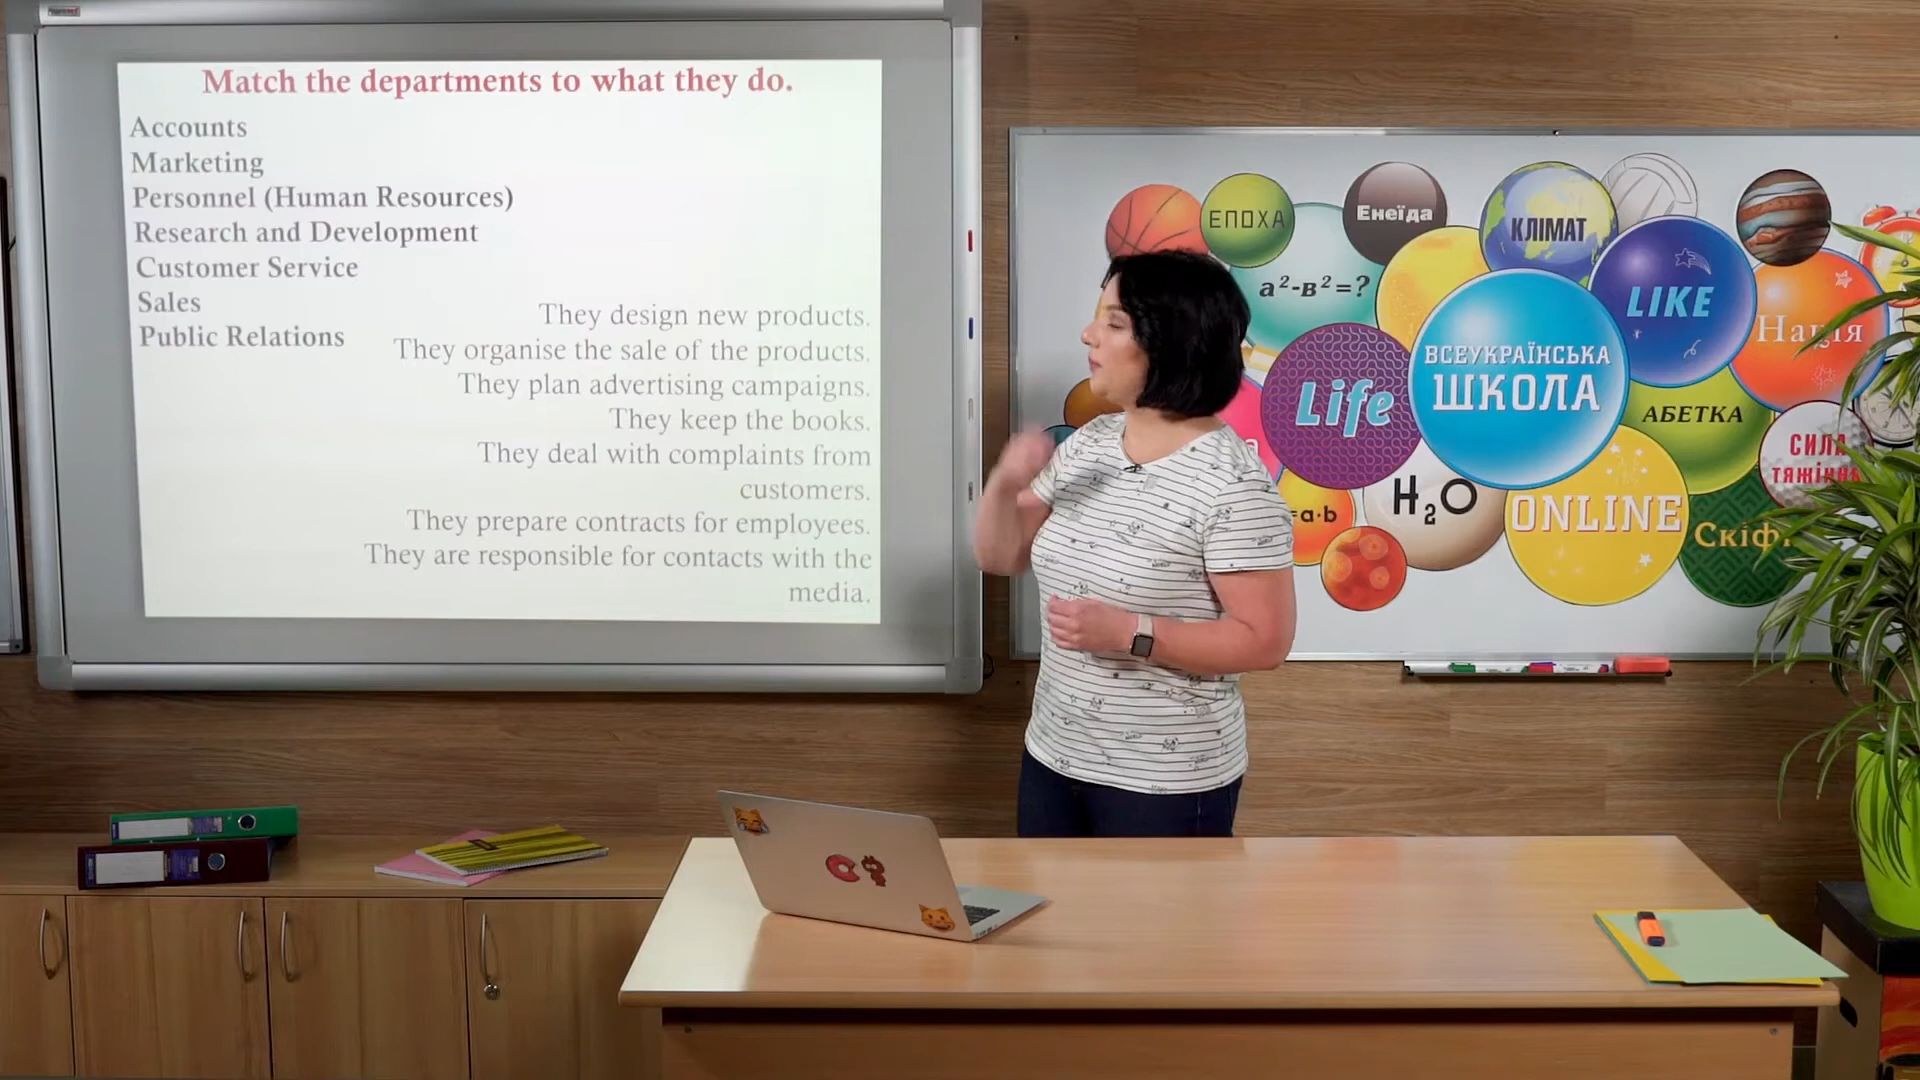 Match the departments to what they do.
Accounts
Marketing
Personnel (Human Resources)
Research and Development
Customer Service
Sales
Public Relations
They design new products.
They organise the sale of the products.
They plan advertising campaigns.
They keep the books.
They deal with complaints from
customers.
They prepare contracts for employees.
They are responsible for contacts with the
media.
ЕПОХА
Енеїда
КЛІМАТ
a²-в²=?
LIKE
Надія
ВСЕУКРАЇНСЬКА
ШКОЛА
Life
АБЕТКА
СИЛА
ТЯЖІННЯ
H₂O
=a·b
ONLINE